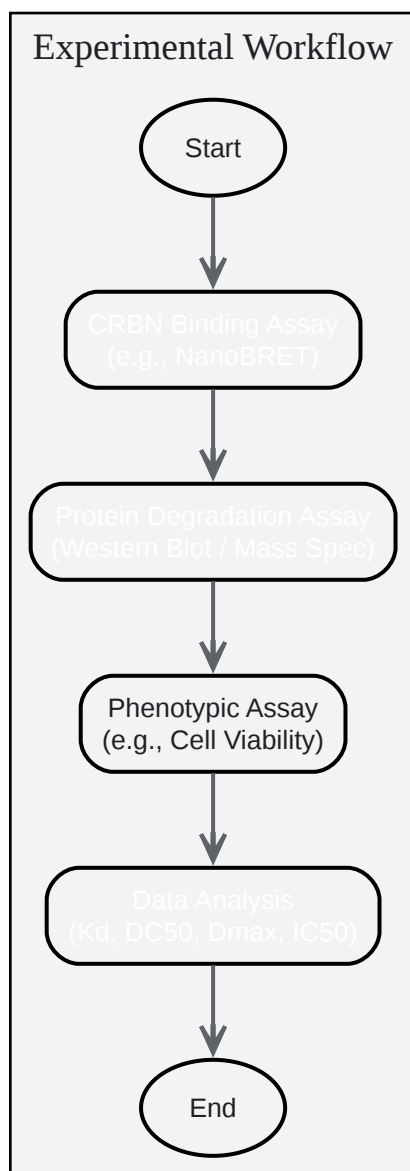 Experimental Workflow
Start
CRBN Binding Assay
(e.g., NanoBRET)
Protein Degradation Assay
(Western Blot / Mass Spec)
Phenotypic Assay
(e.g., Cell Viability)
Data Analysis
(Kd, DC50, Dmax, IC50)
End